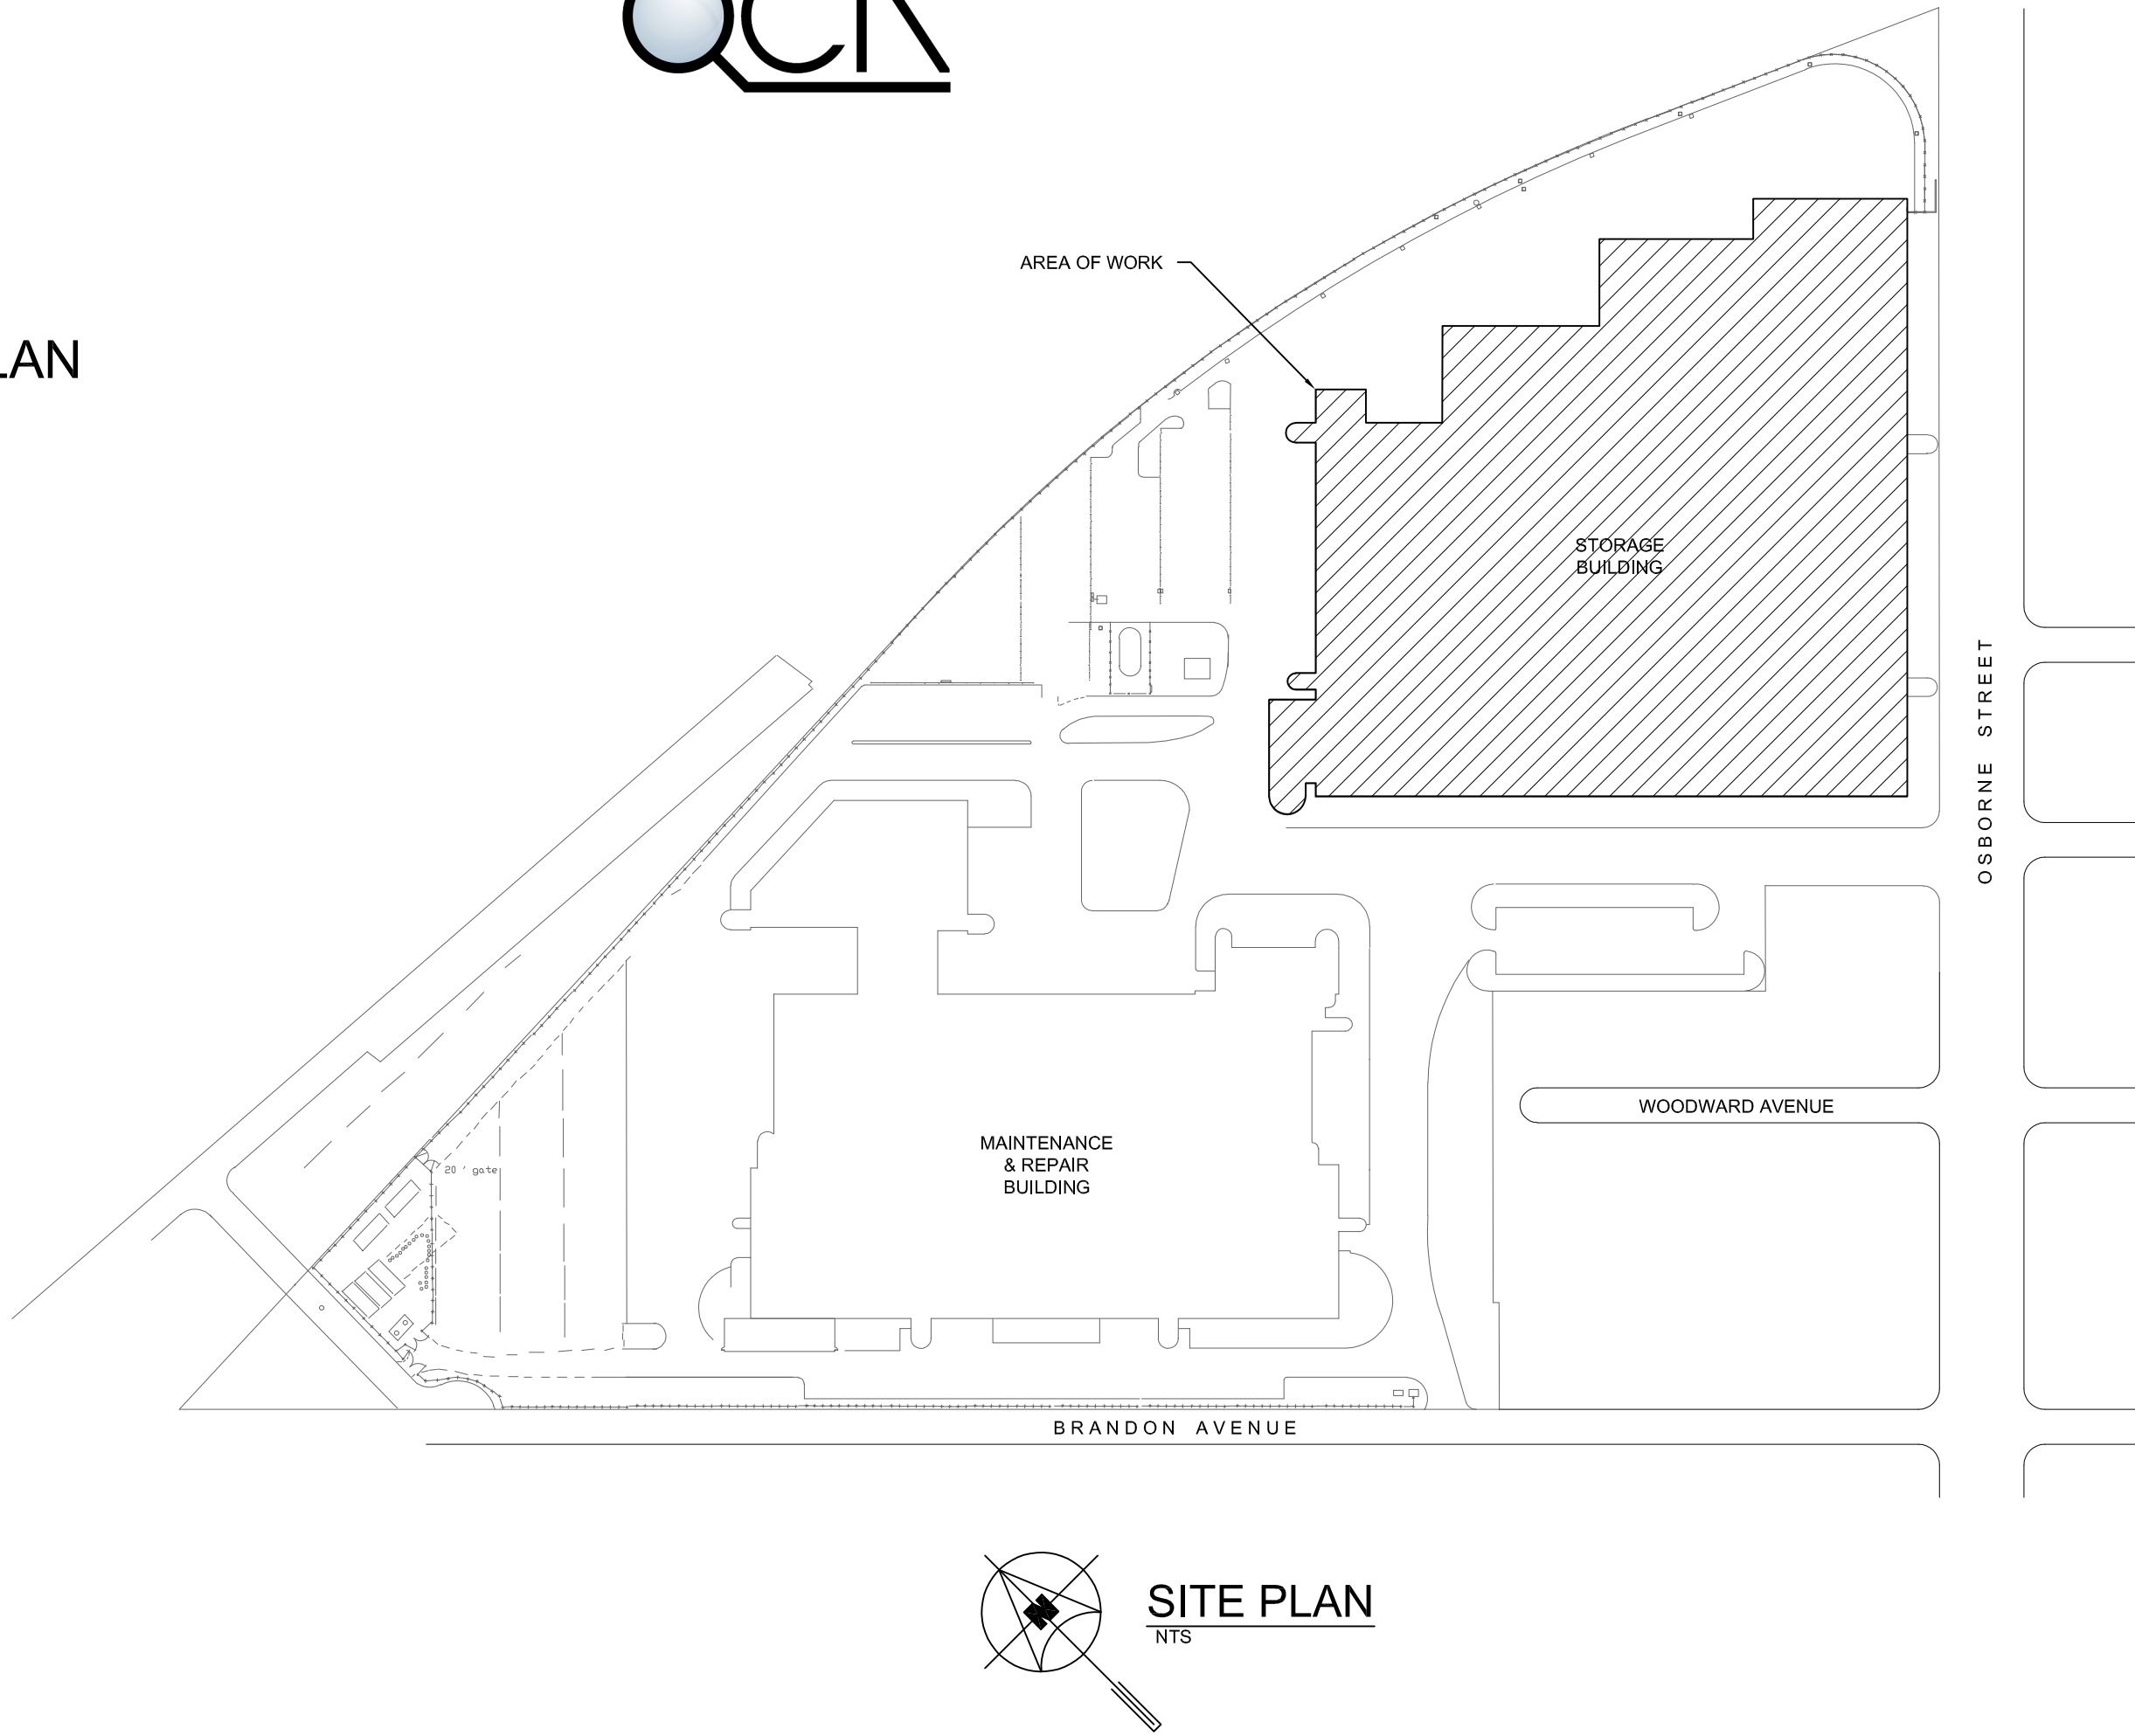 LAN
AREA OF WORK
STORAGE
BUILDING
OSBORNE STREET
WOODWARD AVENUE
MAINTENANCE
& REPAIR
BUILDING
20 ' gate
BRANDON AVENUE
N
SITE PLAN
NTS